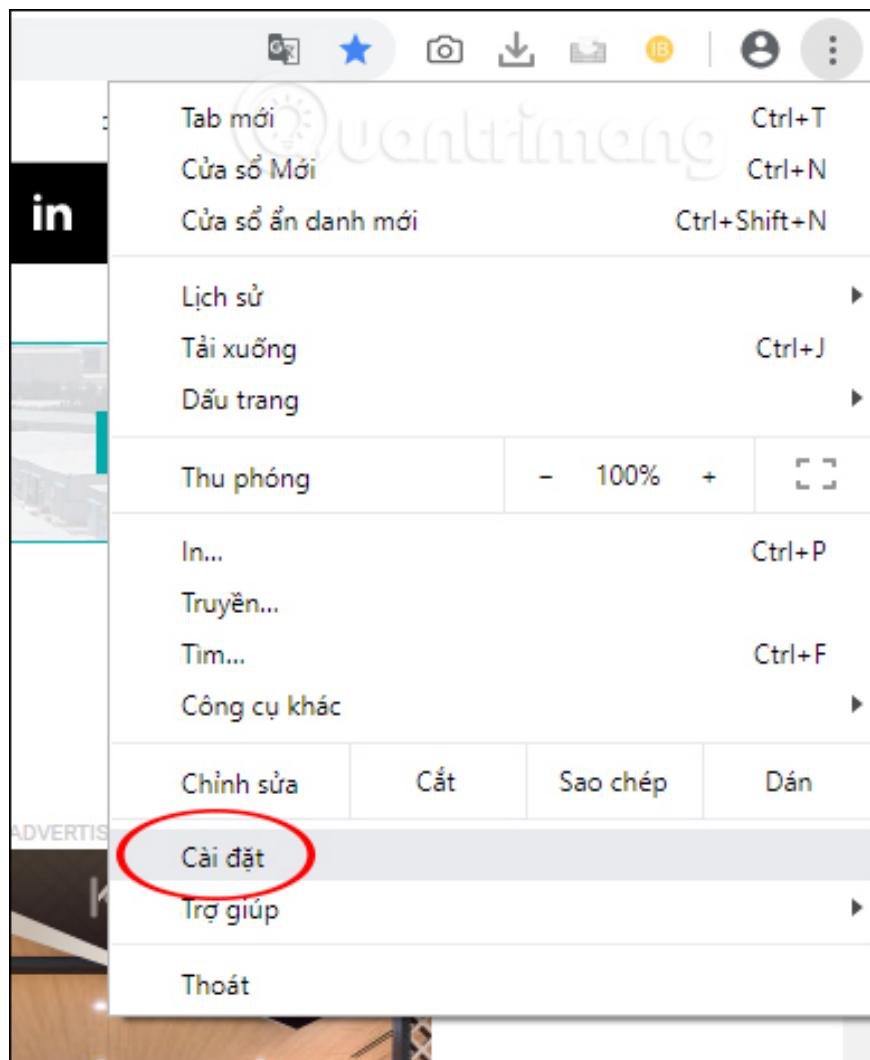 Quantrimang
Tab mới Ctrl+T
Cửa sổ Mới Ctrl+N
in
Cửa sổ ẩn danh mới Ctrl+Shift+N
Lịch sử
Tải xuống Ctrl+J
Dấu trang
Thu phóng - 100% +
In... Ctrl+P
Truyền...
Tìm... Ctrl+F
Công cụ khác
Chỉnh sửa Cắt Sao chép Dán
ADVERTIS
Cài đặt
Trợ giúp
Thoát